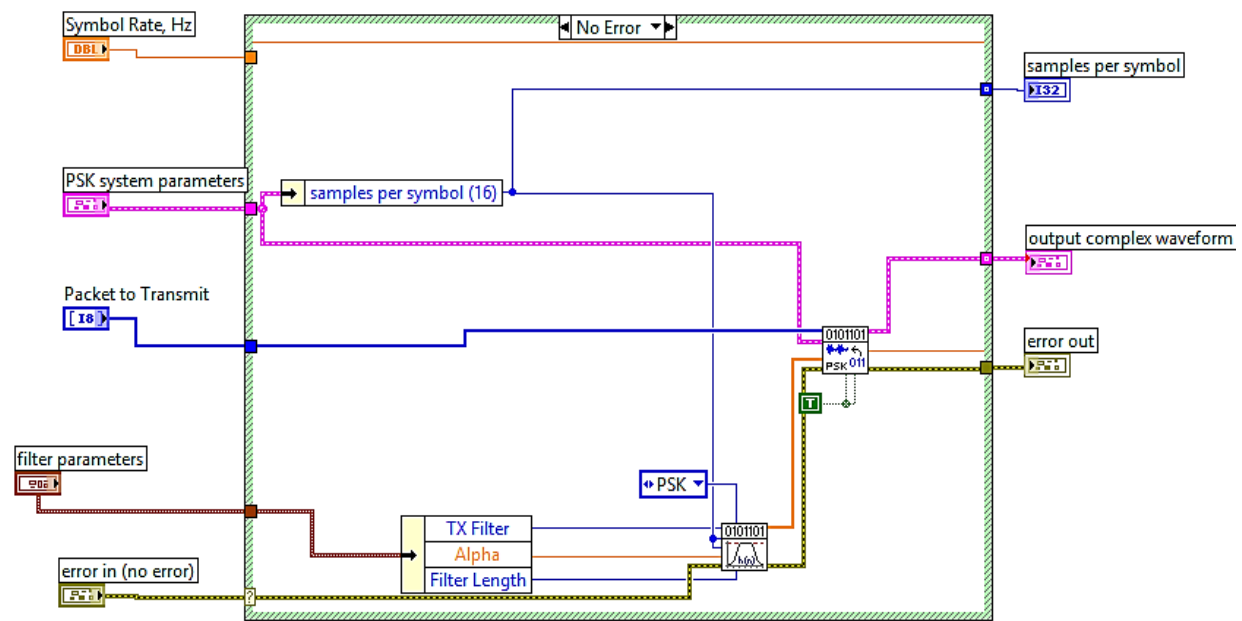 Symbol Rate, Hz
DBL
No Error
samples per symbol
I32
PSK system parameters
samples per symbol (16)
output complex waveform
Packet to Transmit
I8
0101101
PSK 011
error out
T
filter parameters
PSK
TX Filter
Alpha
Filter Length
0101101
h(n)
error in (no error)
?